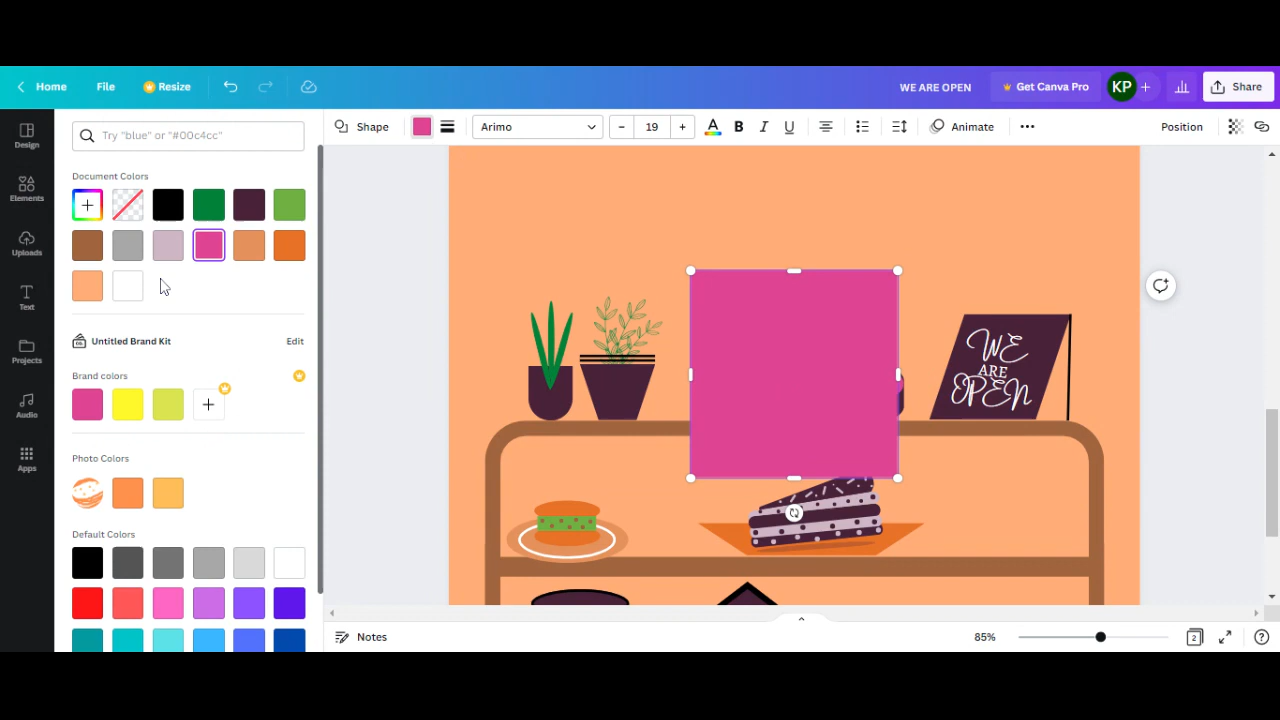 Home File Resize WE ARE OPEN Get Canva Pro KP + Share
Design
Elements
Uploads
Text
Projects
Audio
Apps
Try "blue" or "#00c4cc"
Shape Arimo – 19 + A B I U Animate ... Position
Document Colors
+
Untitled Brand Kit Edit
Brand colors
+
Photo Colors
Default Colors
WE
ARE
OPEN
Notes 85% 2 ?